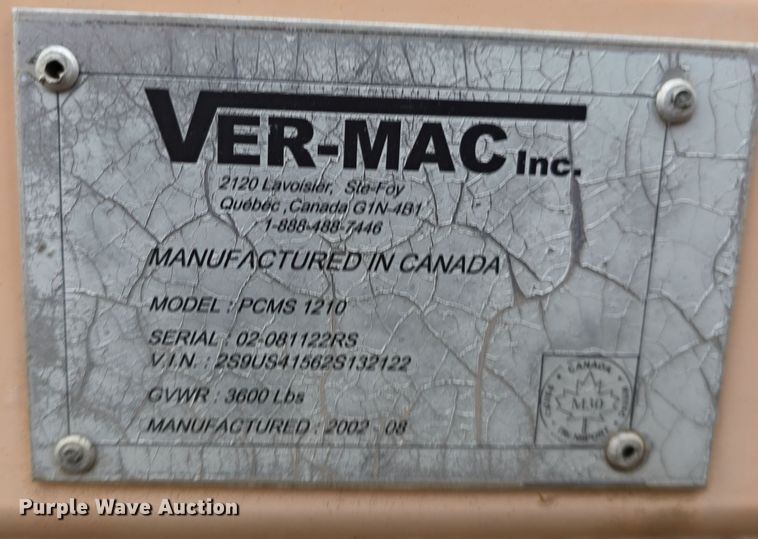 VER-MAC Inc.
2120 Lavoisier, Ste-Foy
Québec ,Canada G1N-4B1
1-888-488-7446
MANUFACTURED IN CANADA
MODEL : PCMS 1210
SERIAL : 02-081122RS
V.I.N. : 2S9US41562S132122
GVWR : 3600 Lbs
MANUFACTURED : 2002 - 08
CANADA
TRANSPORT
Purple Wave Auction